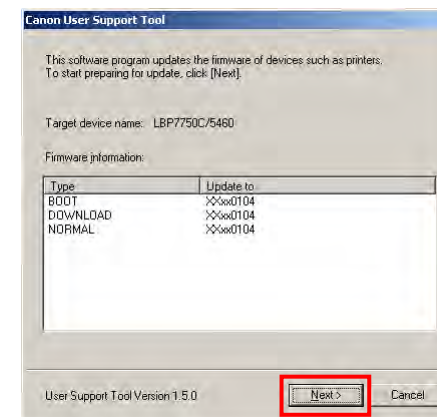 Canon User Support Tool
This software program updates the firmware of devices such as printers.
To start preparing for update, click [Next].
Target device name: LBP7750C/5460
Firmware information:
Type Update to
BOOT XXxx0104
DOWNLOAD XXxx0104
NORMAL XXxx0104
User Support Tool Version 1.5.0 Next > Cancel